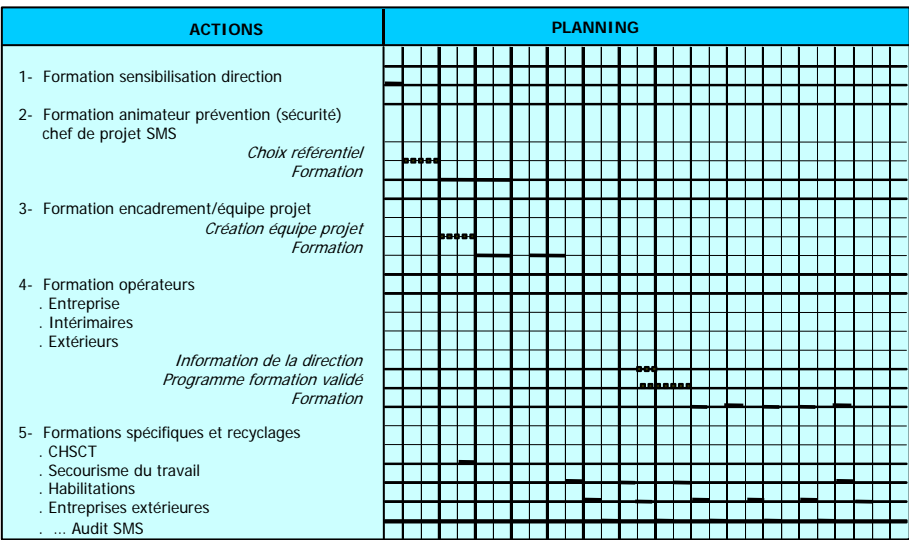 ACTIONS PLANNING
1- Formation sensibilisation direction
2- Formation animateur prévention (sécurité)
chef de projet SMS
Choix référentiel
Formation
3- Formation encadrement/équipe projet
Création équipe projet
Formation
4- Formation opérateurs
. Entreprise
. Intérimaires
. Extérieurs
Information de la direction
Programme formation validé
Formation
5- Formations spécifiques et recyclages
. CHSCT
. Secourisme du travail
. Habilitations
. Entreprises extérieures
. ... Audit SMS